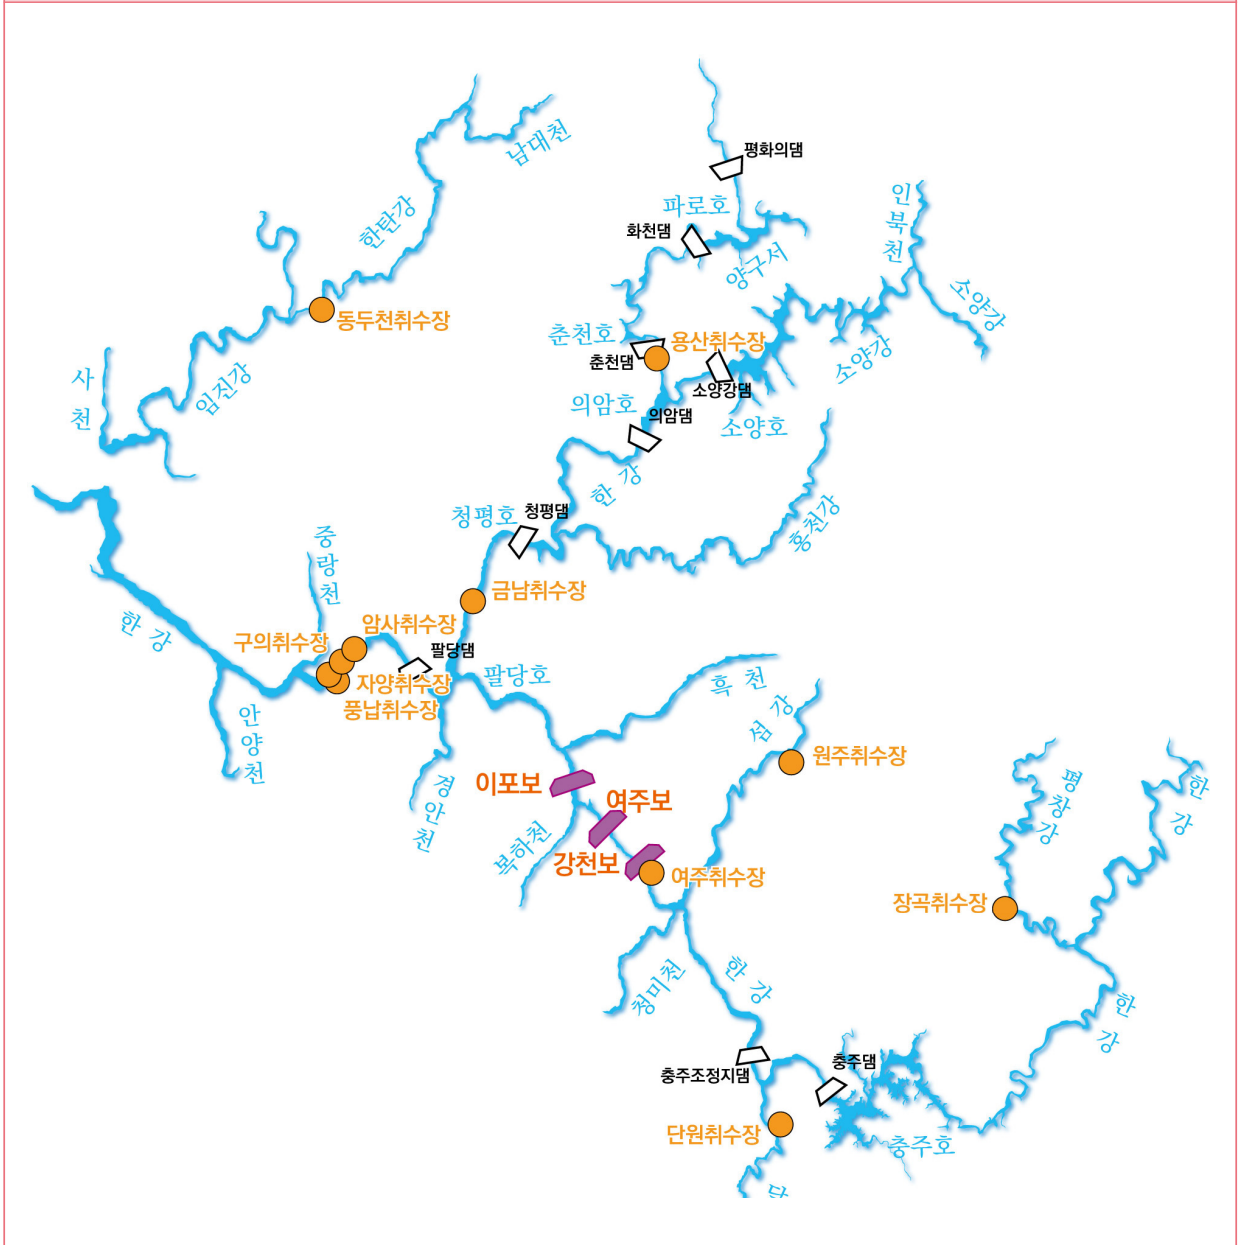 남대천
평화의댐
파로호
인북천
한탄강
화천댐
양구서
소양강
동두천취수장
춘천호
용산취수장
춘천댐
소양강
사천
임진강
소양강댐
의암호
의암댐
소양호
한강
청평호
청평댐
홍천강
중랑천
금남취수장
한강
암사취수장
구의취수장
팔당댐
팔당호
자양취수장
흑천
풍납취수장
안양천
섬강
원주취수장
이포보
경안천
평창강
한강
여주보
복하천
강천보
여주취수장
장곡취수장
청미천
한강
한강
충주조정지댐
충주댐
단원취수장
충주호